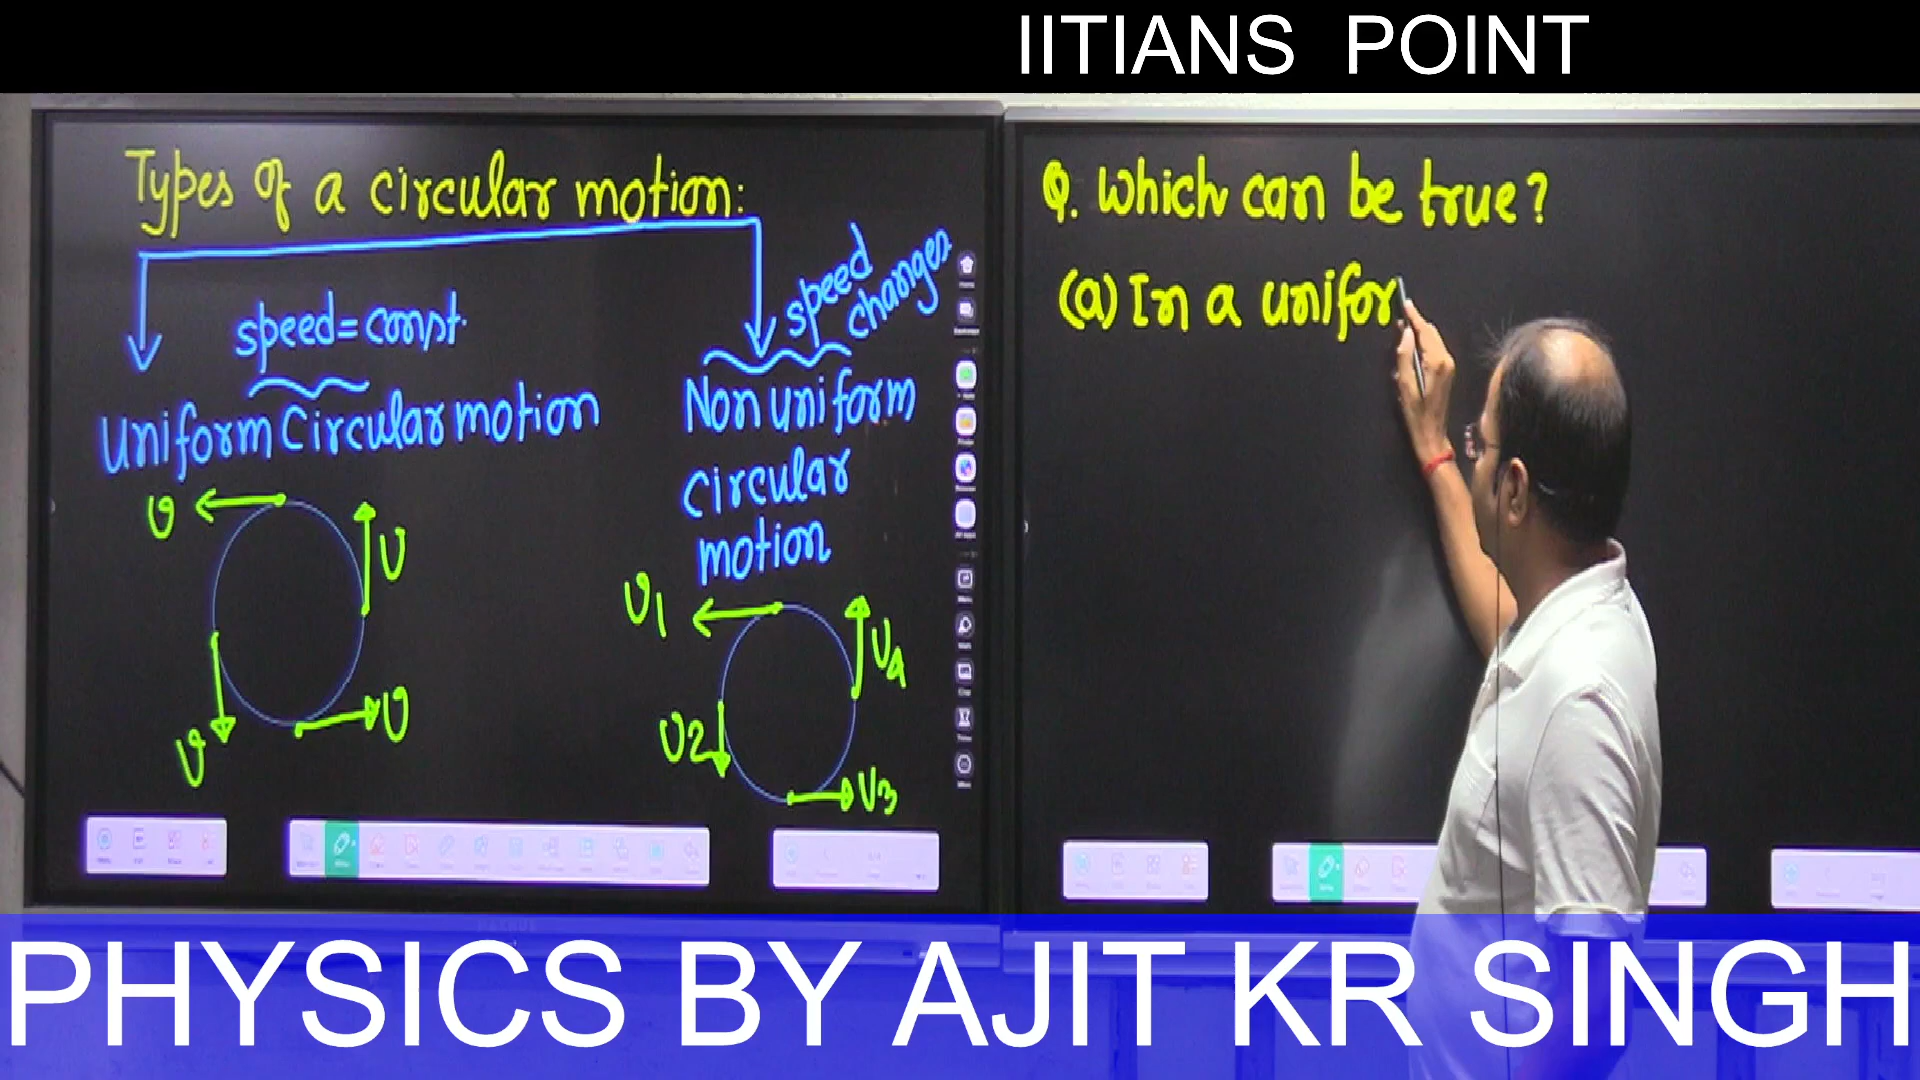 IITIANS POINT
Types of a circular motion:
speed = const.
speed
changes
Uniform Circular motion
Non uniform
circular
motion
v
v
v
v
v1
v2
v3
v4
Q. Which can be true?
(a) In a unifor
PHYSICS BY AJIT KR SINGH